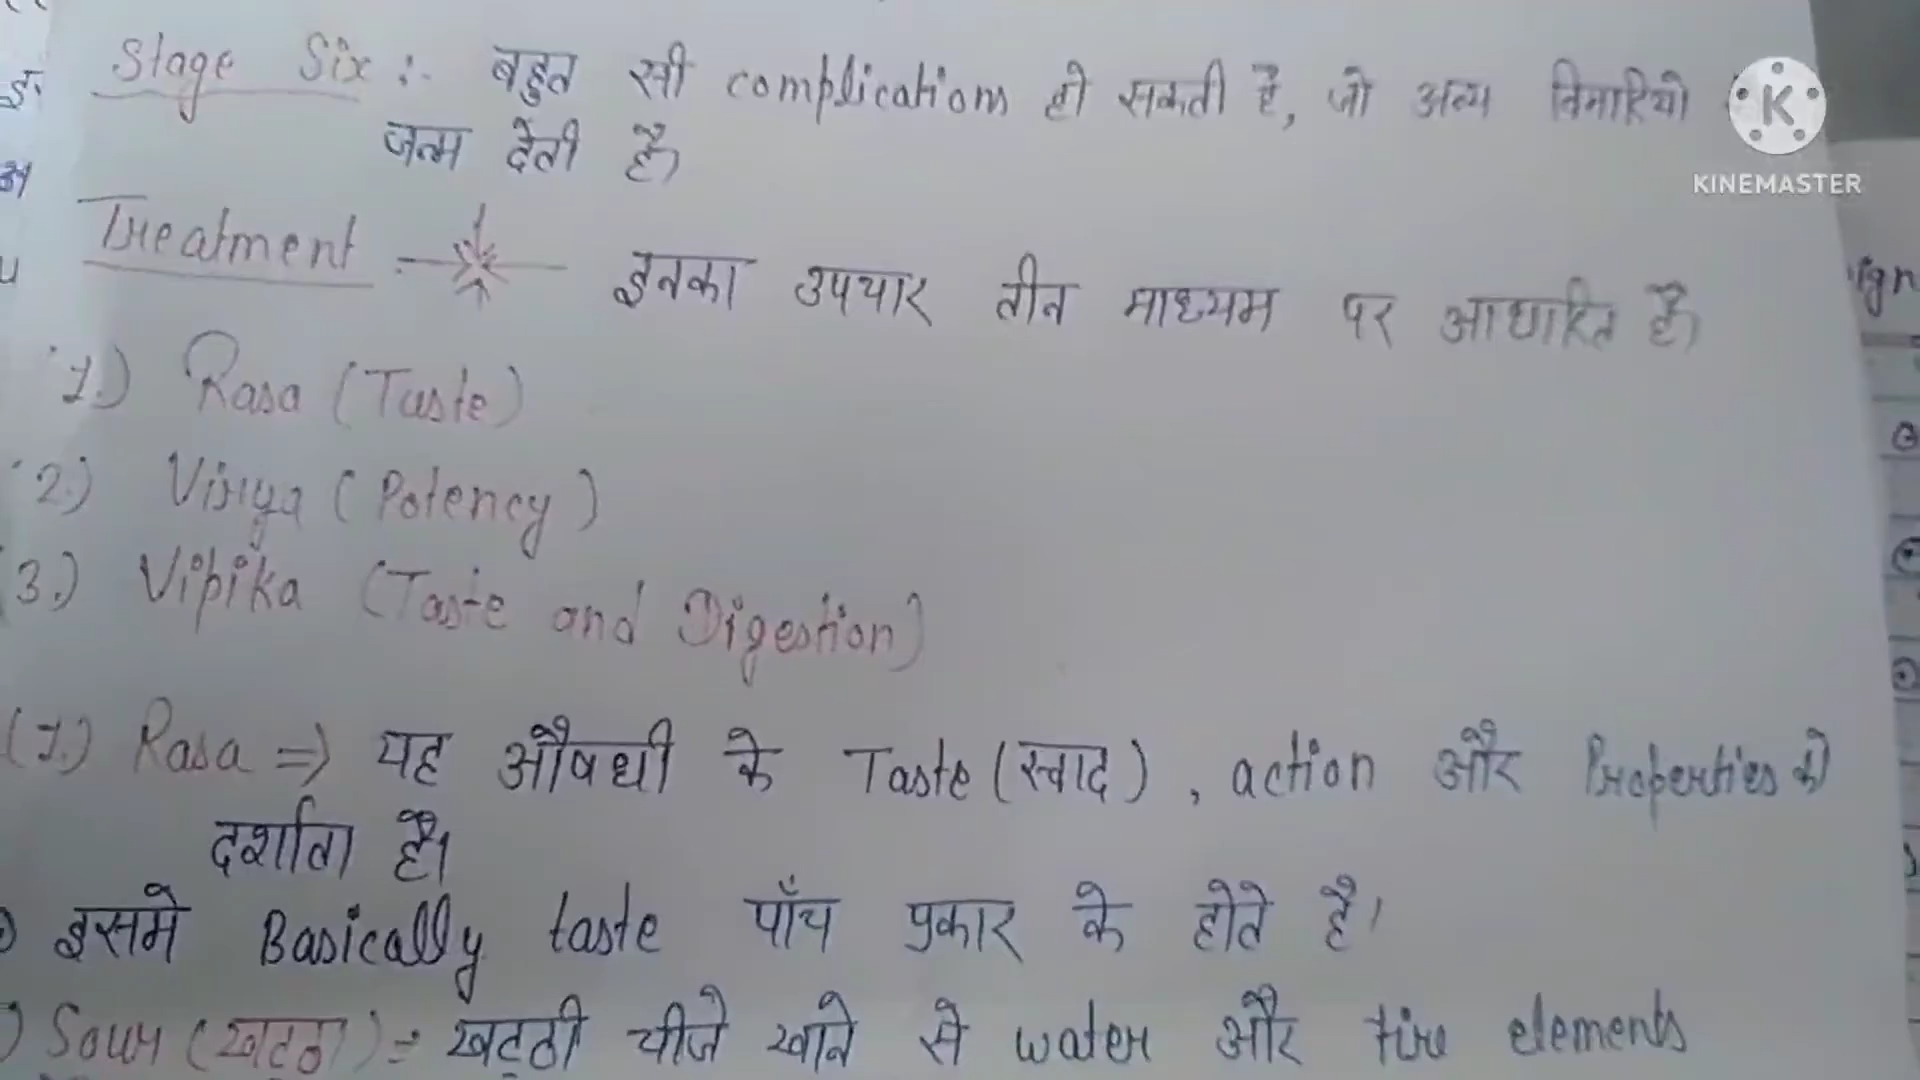 Stage Six :- बहुत सी complications हो सकती है, जो अन्य बिमारियो
जन्म देती है।
KINEMASTER
Treatment :- इनका उपचार तीन माध्यम पर आधारित है।
1.) Rasa (Taste)
2.) Virya (Potency)
3.) Vipika (Taste and Digestion)
(1.) Rasa => यह औषधी के Taste (स्वाद), action और Properties को
दर्शाता है।
इसमे Basically taste पाँच प्रकार के होते है।
Sour (खट्ठा) = खट्ठी चीजे खाने से water और fire elements